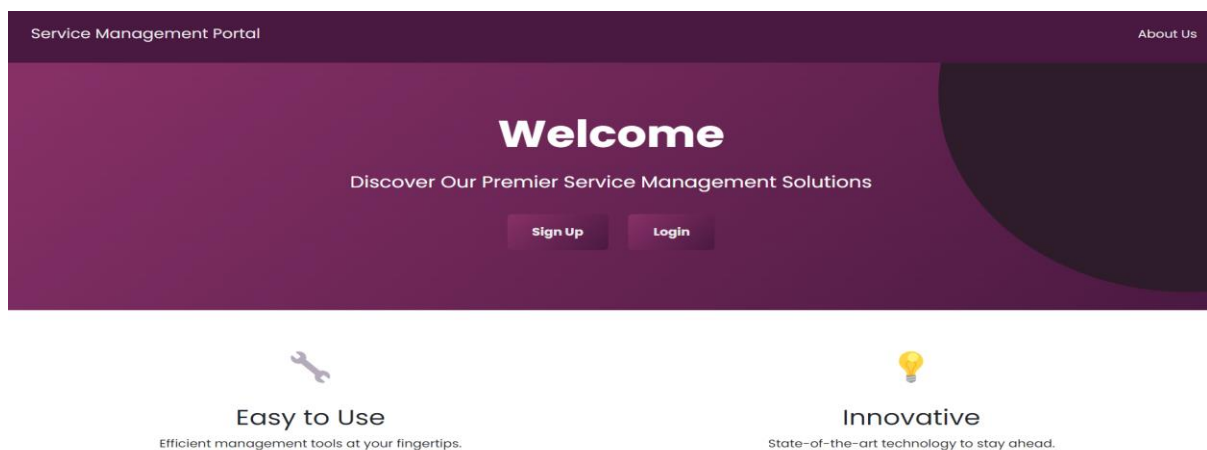 Service Management Portal
About Us
Welcome
Discover Our Premier Service Management Solutions
Sign Up
Login
Easy to Use
Efficient management tools at your fingertips.
Innovative
State-of-the-art technology to stay ahead.